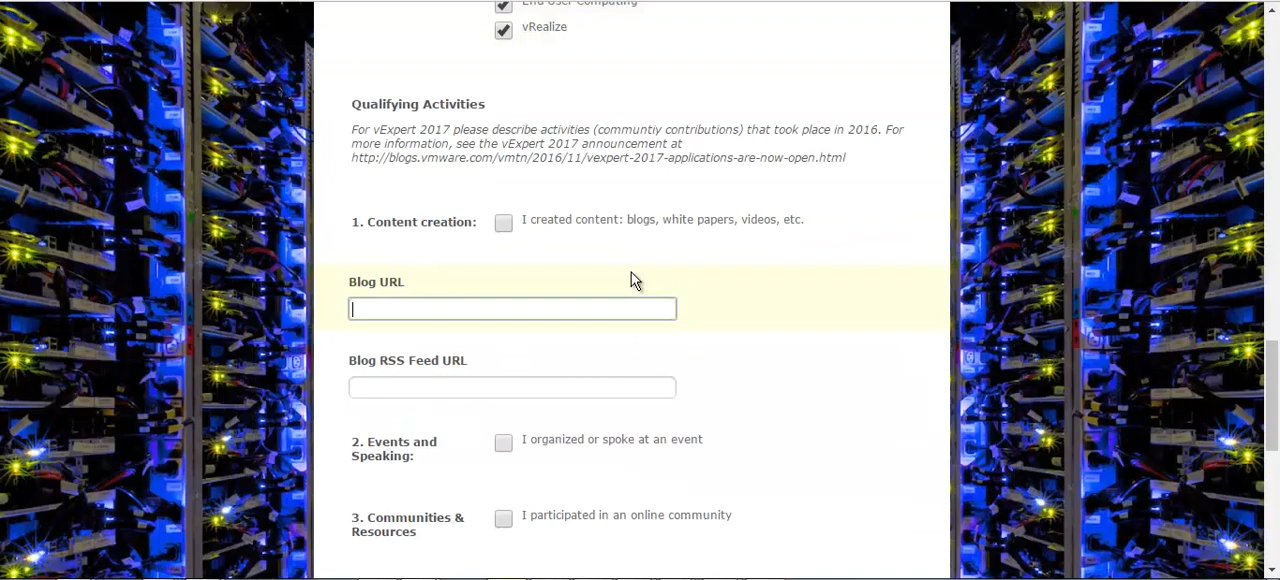 End User Computing
vRealize
Qualifying Activities
For vExpert 2017 please describe activities (communtiy contributions) that took place in 2016. For
more information, see the vExpert 2017 announcement at
http://blogs.vmware.com/vmtn/2016/11/vexpert-2017-applications-are-now-open.html
1. Content creation:
I created content: blogs, white papers, videos, etc.
Blog URL
Blog RSS Feed URL
2. Events and
Speaking:
I organized or spoke at an event
3. Communities &
Resources
I participated in an online community